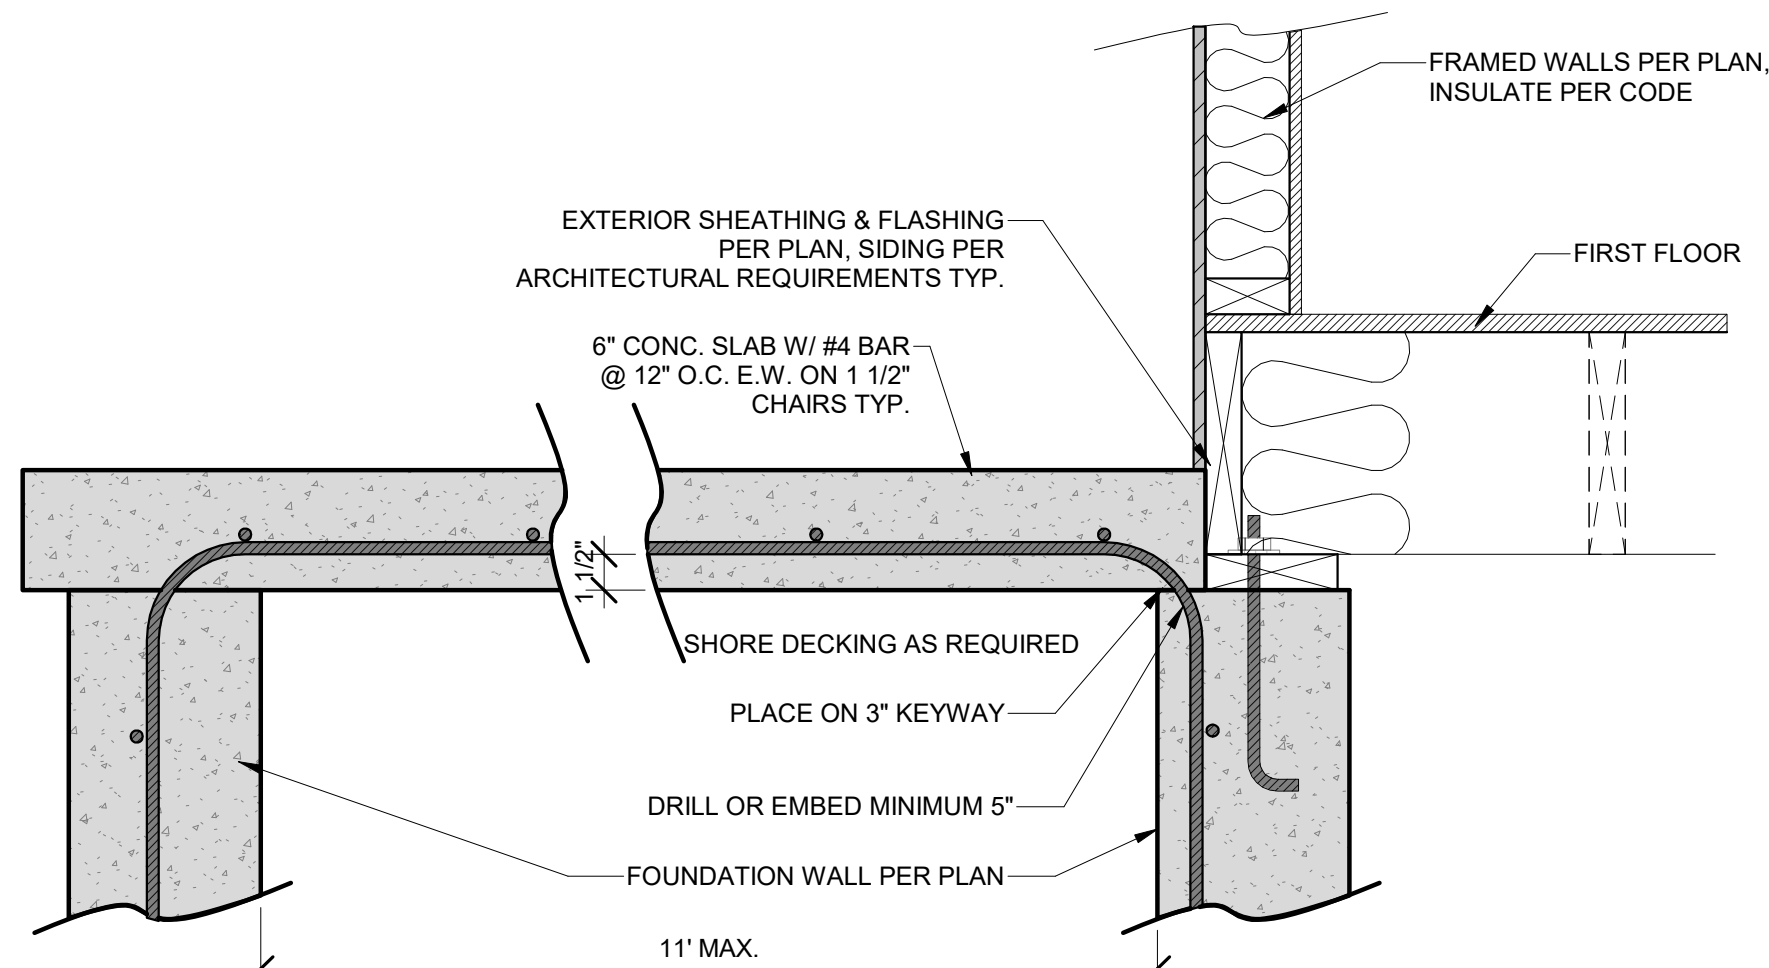 FRAMED WALLS PER PLAN,
INSULATE PER CODE
EXTERIOR SHEATHING & FLASHING
PER PLAN, SIDING PER
ARCHITECTURAL REQUIREMENTS TYP.
FIRST FLOOR
6" CONC. SLAB W/ #4 BAR
@ 12" O.C. E.W. ON 1 1/2"
CHAIRS TYP.
1 1/2"
SHORE DECKING AS REQUIRED
PLACE ON 3" KEYWAY
DRILL OR EMBED MINIMUM 5"
FOUNDATION WALL PER PLAN
11' MAX.